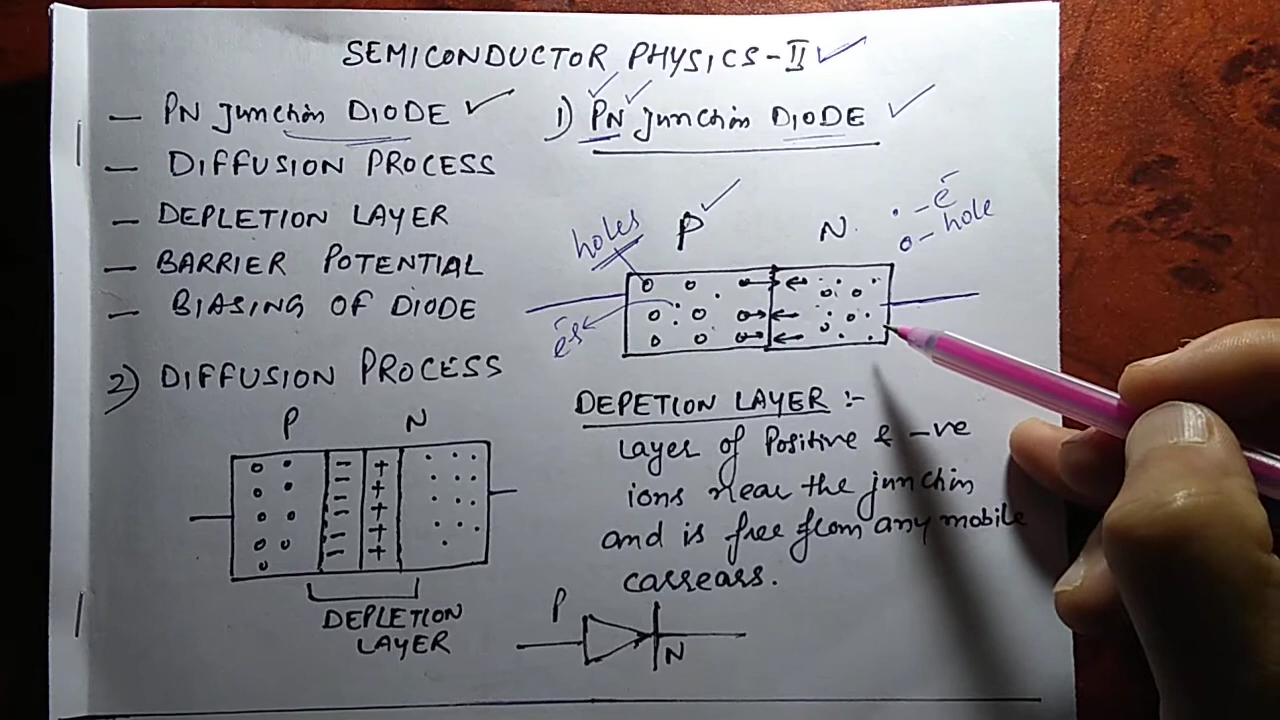 SEMICONDUCTOR PHYSICS-II
— PN Junction DIODE
— DIFFUSION PROCESS
— DEPLETION LAYER
— BARRIER POTENTIAL
— BIASING OF DIODE
1) PN Junction DIODE
holes P N
• – e⁻
o – hole
e⁻s
2) DIFFUSION PROCESS
P N
DEPLETION
LAYER
DEPETION LAYER :-
Layer of Positive & -ve
ions near the junction
and is free from any mobile
carrears.
P
N